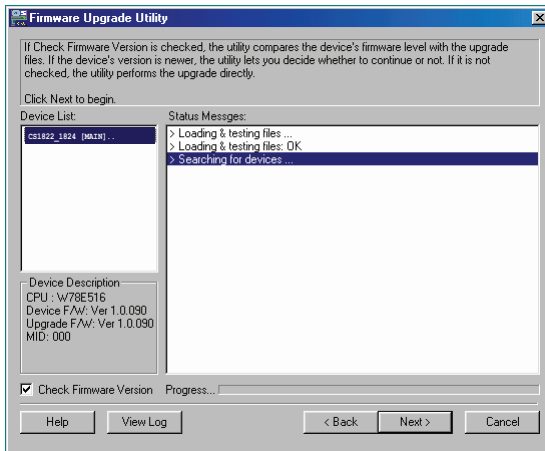 Firmware Upgrade Utility
If Check Firmware Version is checked, the utility compares the device's firmware level with the upgrade
files. If the device's version is newer, the utility lets you decide whether to continue or not. If it is not
checked, the utility performs the upgrade directly.
Click Next to begin.
Device List:
CS1822_1824 [MAIN]..
Status Messges:
> Loading & testing files ...
> Loading & testing files: OK
> Searching for devices ...
Device Description
CPU : W78E516
Device F/W: Ver 1.0.090
Upgrade F/W: Ver 1.0.090
MID: 000
Check Firmware Version
Progress...
Help
View Log
< Back
Next >
Cancel